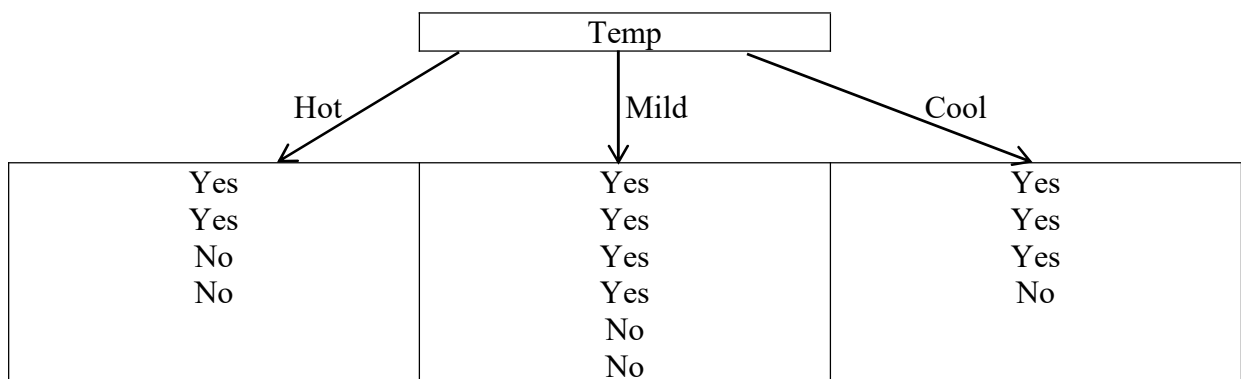 Temp
Hot
Mild
Cool
Yes
Yes
No
No
Yes
Yes
Yes
Yes
No
No
Yes
Yes
Yes
No